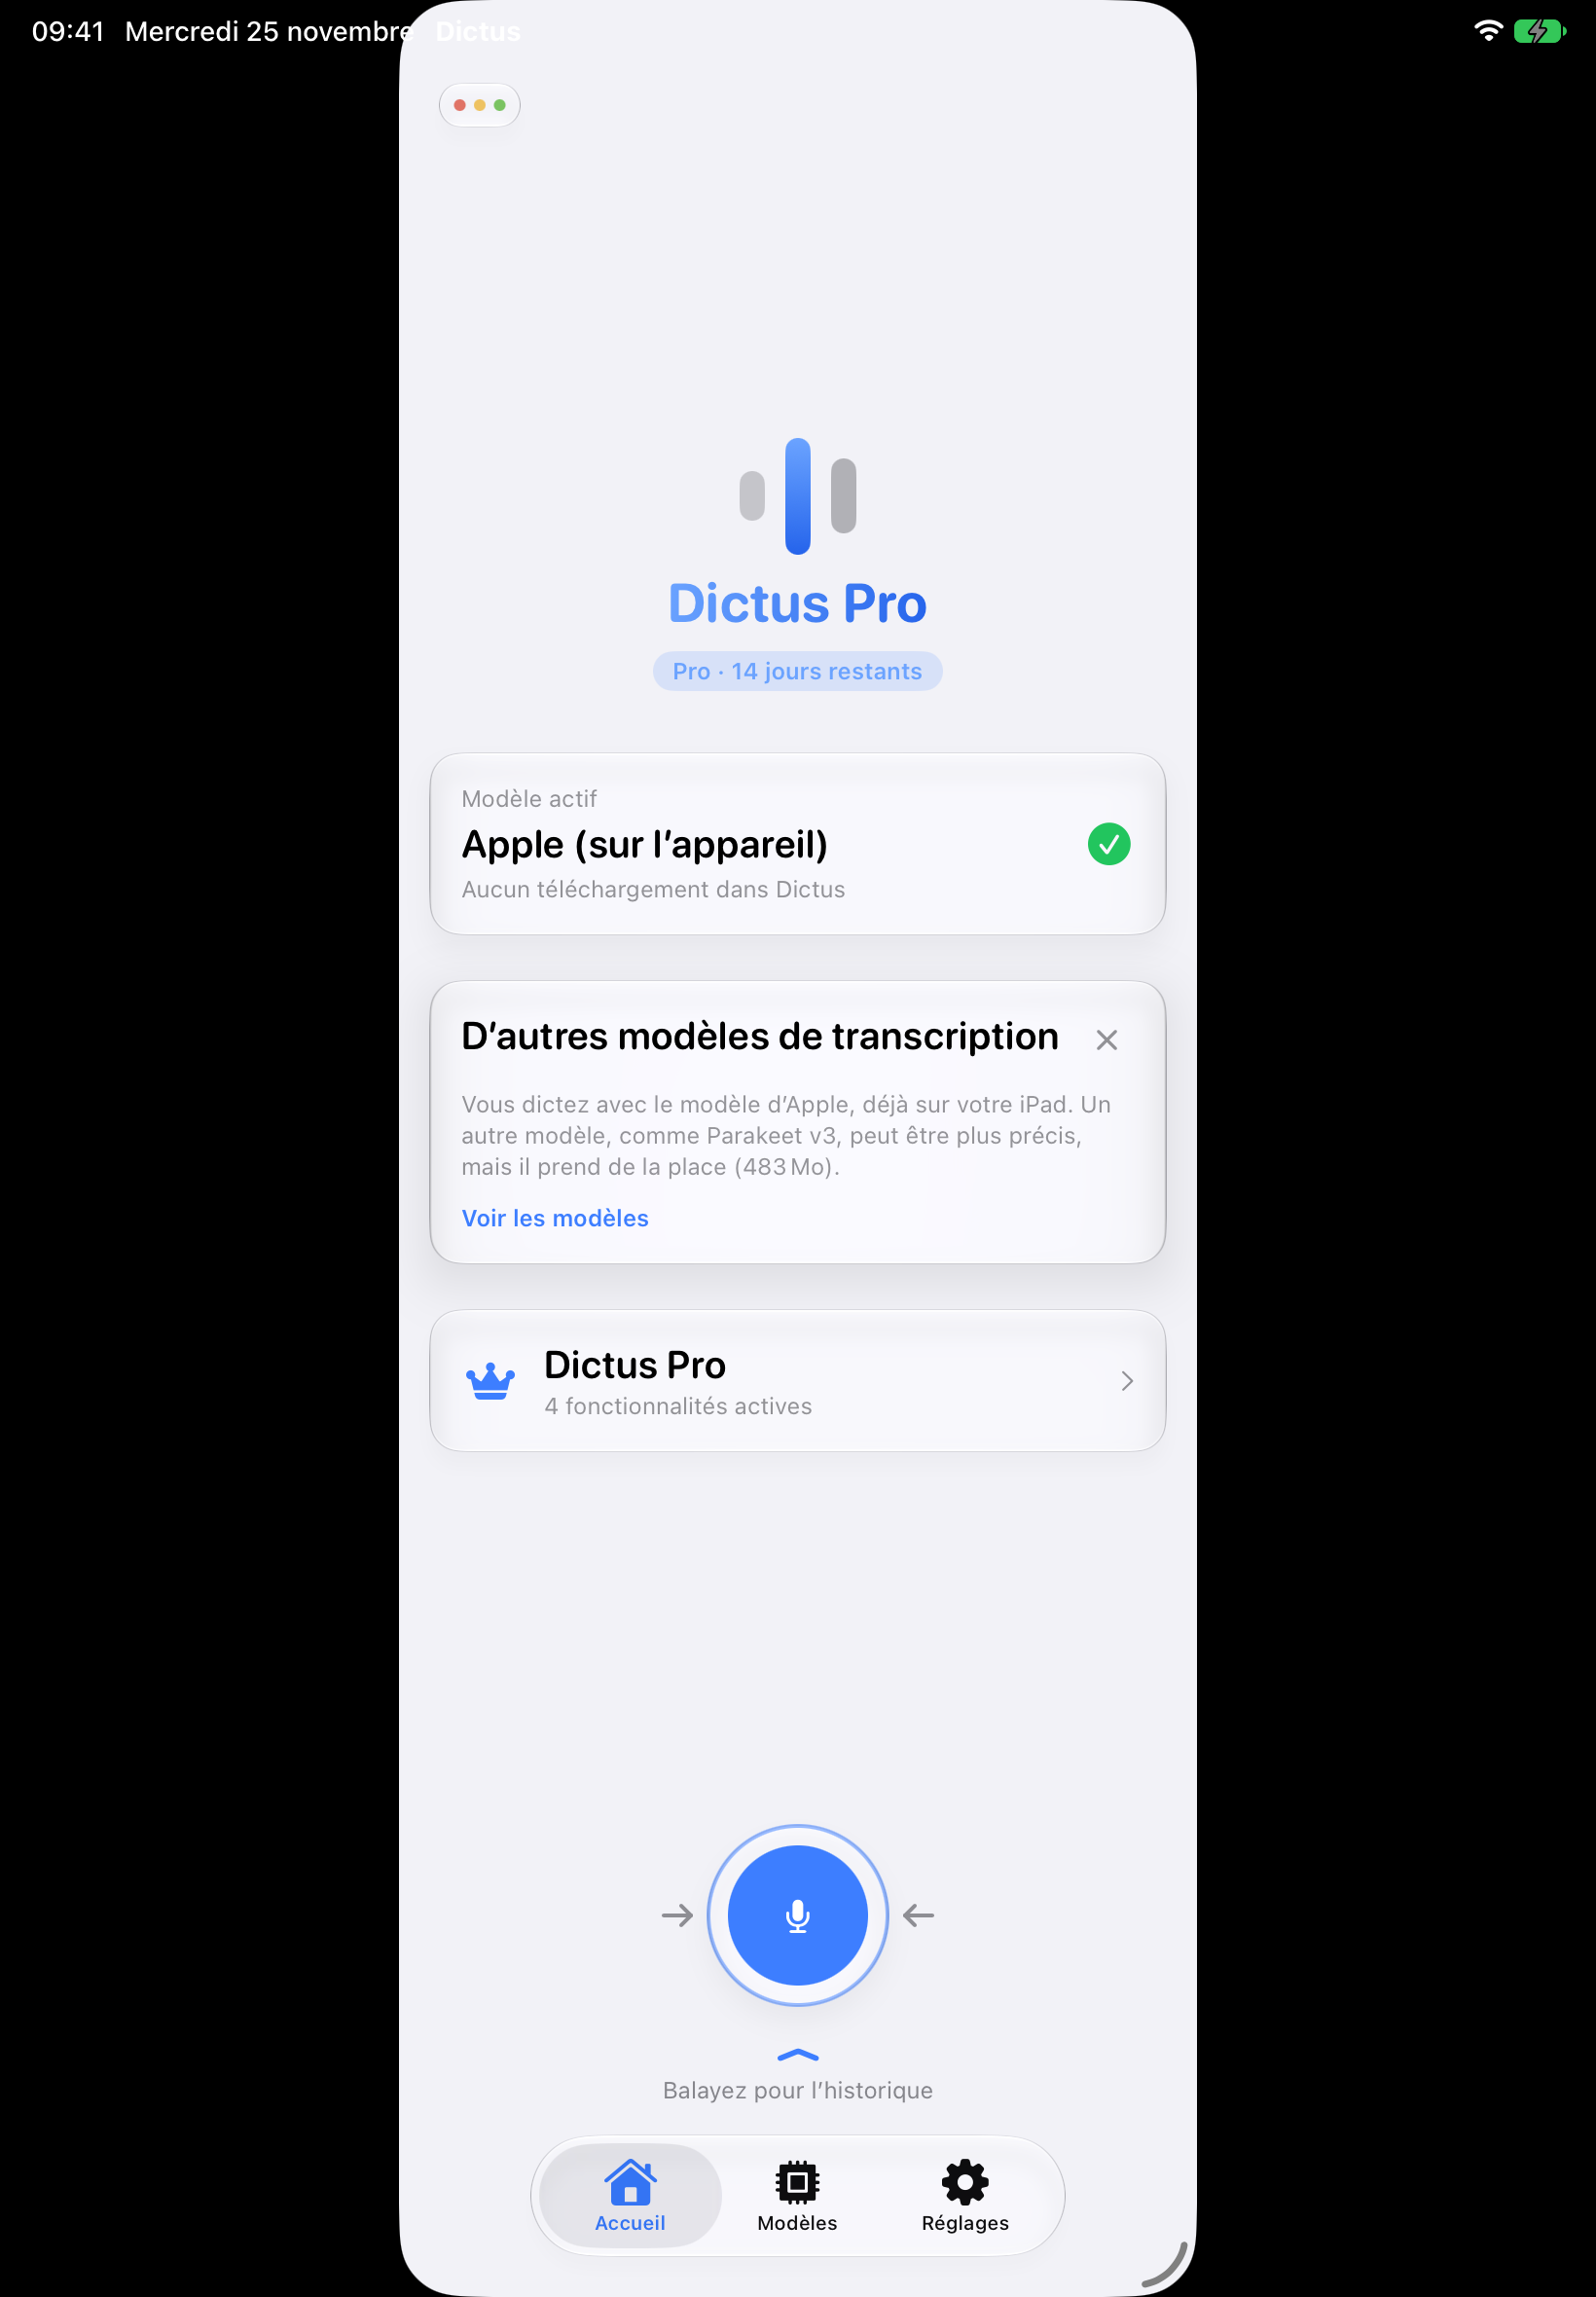 09:41 Mercredi 25 novembre Dictus
Dictus Pro
Pro · 14 jours restants
Modèle actif
Apple (sur l’appareil)
Aucun téléchargement dans Dictus
D’autres modèles de transcription
Vous dictez avec le modèle d’Apple, déjà sur votre iPad. Un
autre modèle, comme Parakeet v3, peut être plus précis,
mais il prend de la place (483 Mo).
Voir les modèles
Dictus Pro
4 fonctionnalités actives
Balayez pour l’historique
Accueil Modèles Réglages